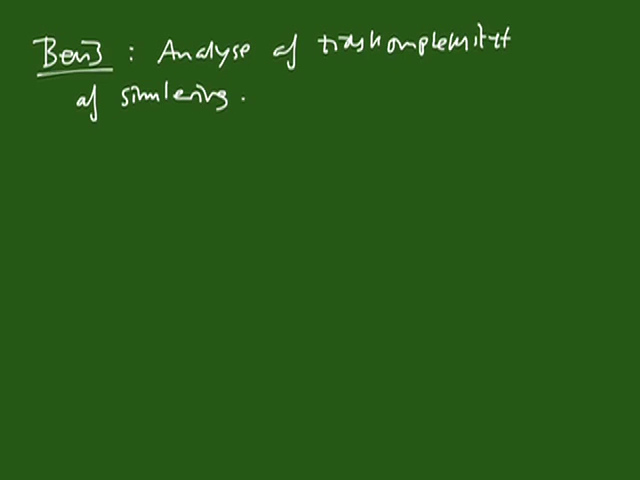 Bevis : Analyse af tidskompleksitet
af simulering.